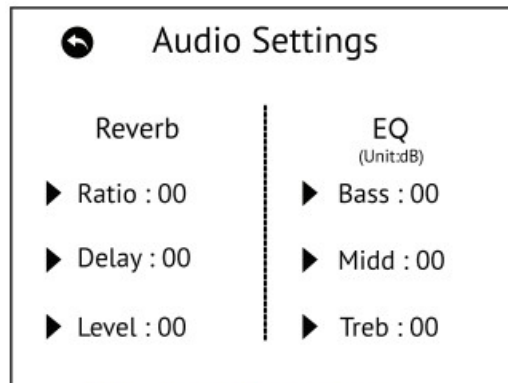 Audio Settings
Reverb
Ratio : 00
Delay : 00
Level : 00
EQ
(Unit:dB)
Bass : 00
Midd : 00
Treb : 00